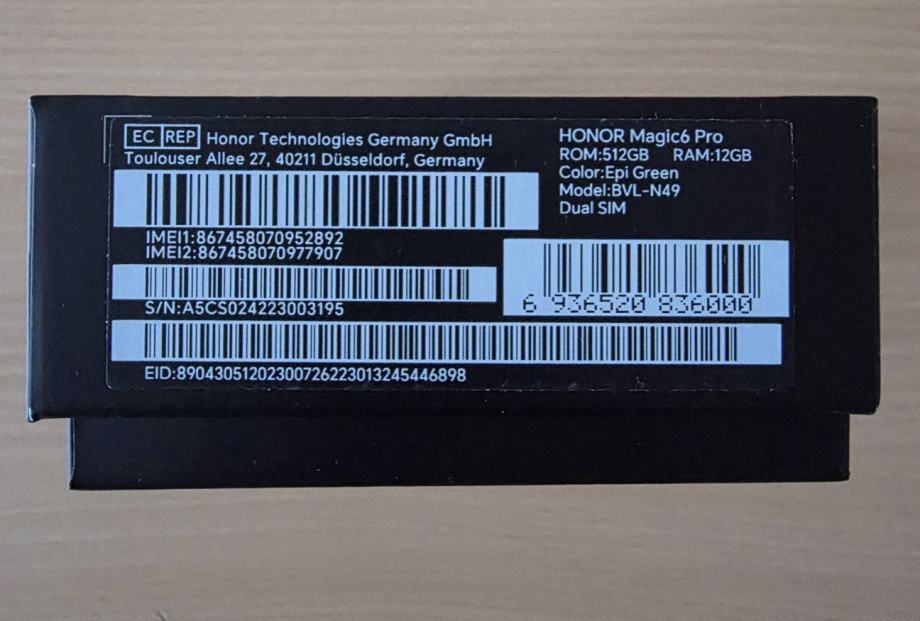 EC REP Honor Technologies Germany GmbH
Toulouser Allee 27, 40211 Düsseldorf, Germany
IMEI1:867458070952892
IMEI2:867458070977907
S/N:A5CS024223003195
EID:89043051202300726223013245446898
HONOR Magic6 Pro
ROM:512GB RAM:12GB
Color:Epi Green
Model:BVL-N49
Dual SIM
6 936520 836000